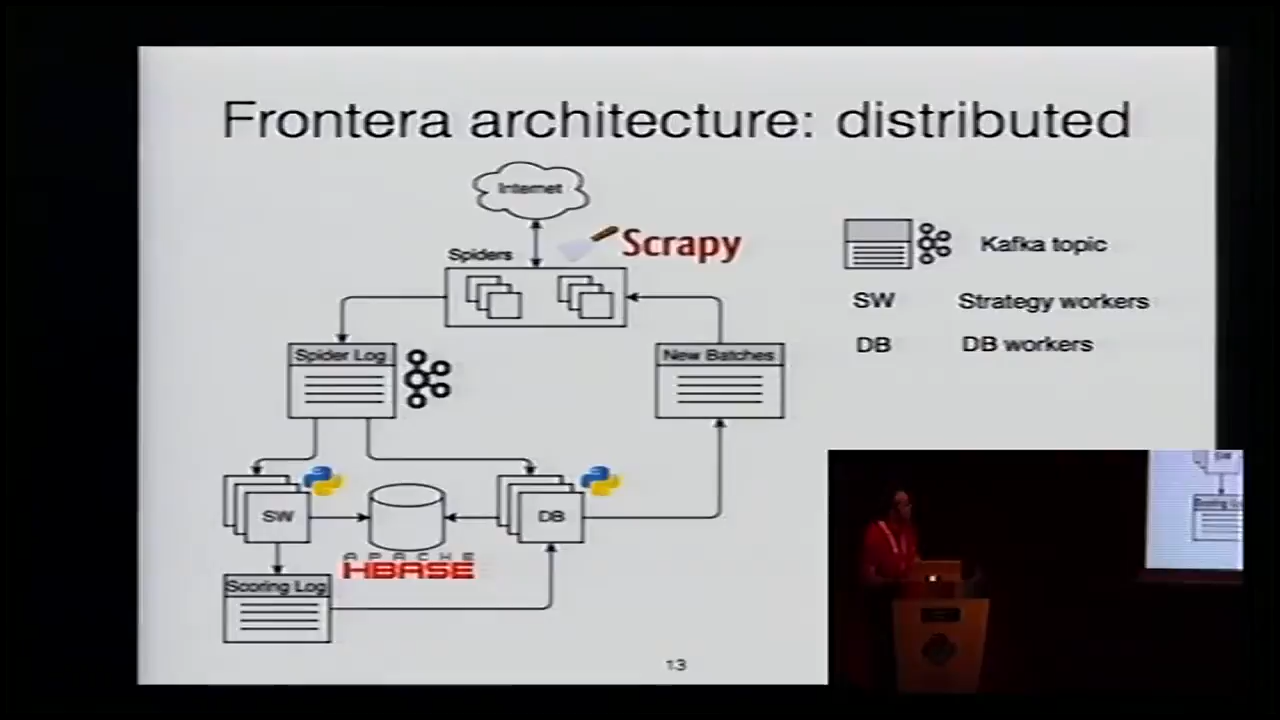 Frontera architecture: distributed
Internet
Spiders
Scrapy
Kafka topic
SW Strategy workers
DB DB workers
Spider Log
New Batches
SW
DB
APACHE
HBASE
Scoring Log
13
SW